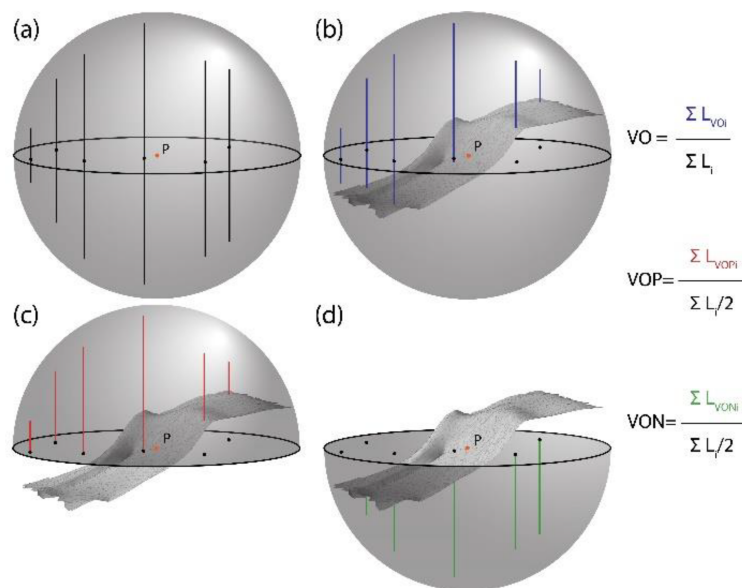 (a)
P
(b)
P
VO = Σ L_VOi / Σ L_i
VOP= Σ L_VOPi / Σ L_i/2
(c)
P
(d)
P
VON= Σ L_VONi / Σ L_i/2